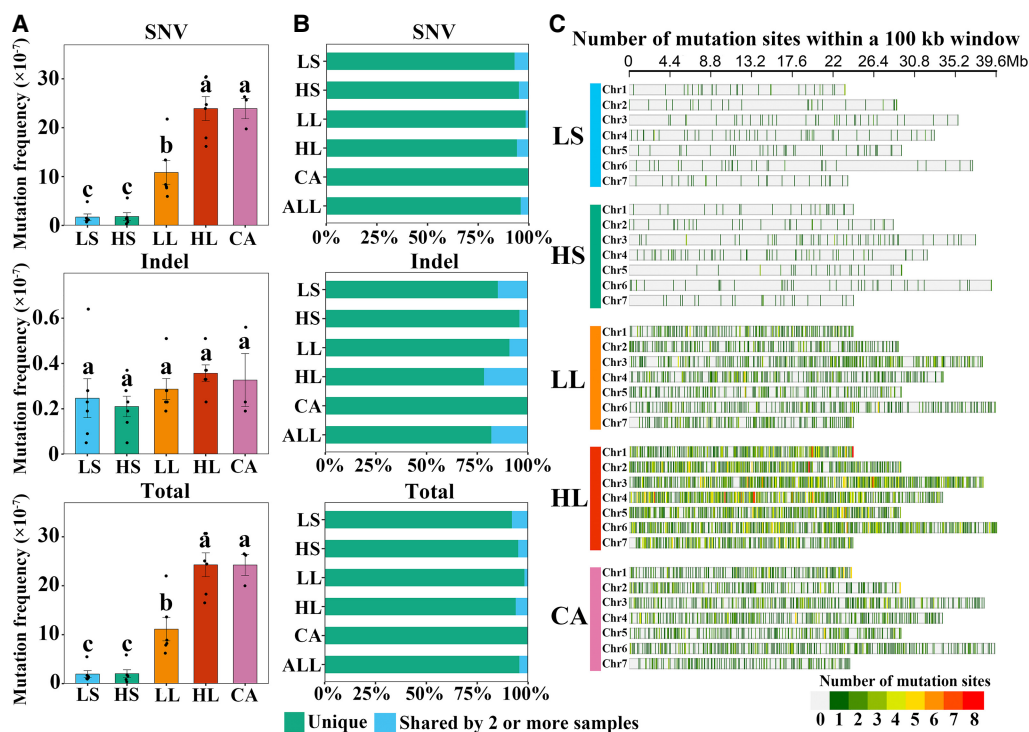 A
SNV
Mutation frequency (×10⁻⁷)
30
20
10
0
c c b a a
LS HS LL HL CA
Indel
Mutation frequency (×10⁻⁷)
0.6
0.4
0.2
0
a a a a a
LS HS LL HL CA
Total
Mutation frequency (×10⁻⁷)
30
20
10
0
c c b a a
LS HS LL HL CA
B
SNV
LS
HS
LL
HL
CA
ALL
0% 25% 50% 75% 100%
Indel
LS
HS
LL
HL
CA
ALL
0% 25% 50% 75% 100%
Total
LS
HS
LL
HL
CA
ALL
0% 25% 50% 75% 100%
Unique Shared by 2 or more samples
C
Number of mutation sites within a 100 kb window
0 4.4 8.8 13.2 17.6 22 26.4 30.8 35.2 39.6Mb
LS
Chr1
Chr2
Chr3
Chr4
Chr5
Chr6
Chr7
HS
Chr1
Chr2
Chr3
Chr4
Chr5
Chr6
Chr7
LL
Chr1
Chr2
Chr3
Chr4
Chr5
Chr6
Chr7
HL
Chr1
Chr2
Chr3
Chr4
Chr5
Chr6
Chr7
CA
Chr1
Chr2
Chr3
Chr4
Chr5
Chr6
Chr7
Number of mutation sites
0 1 2 3 4 5 6 7 8